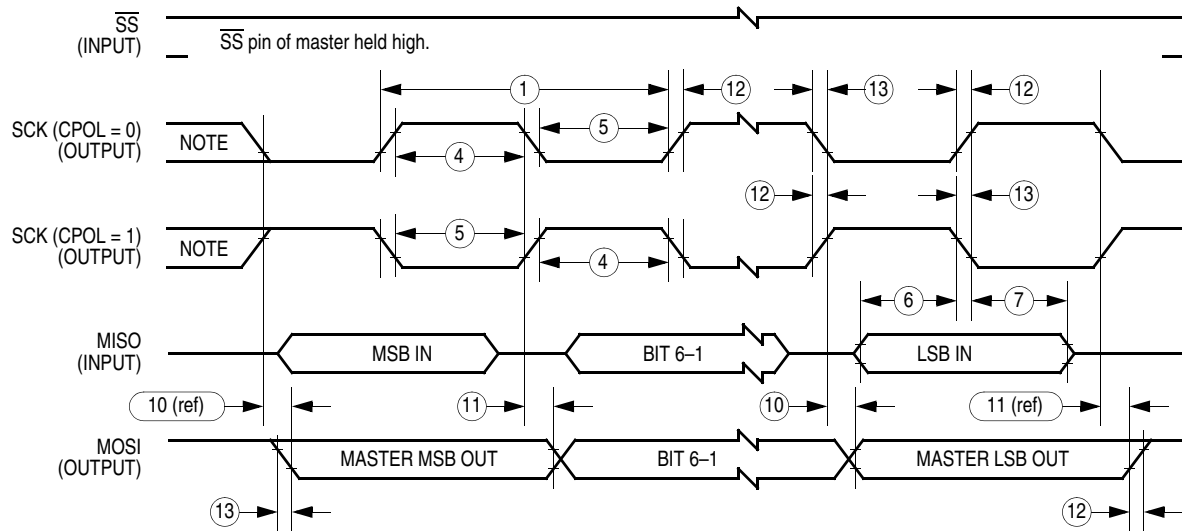 SS
(INPUT)
SS pin of master held high.
1
12
13
12
SCK (CPOL = 0)
(OUTPUT)
NOTE
5
4
12
13
SCK (CPOL = 1)
(OUTPUT)
NOTE
5
4
6
7
MISO
(INPUT)
MSB IN
BIT 6–1
LSB IN
10 (ref)
11
10
11 (ref)
MOSI
(OUTPUT)
MASTER MSB OUT
BIT 6–1
MASTER LSB OUT
13
12